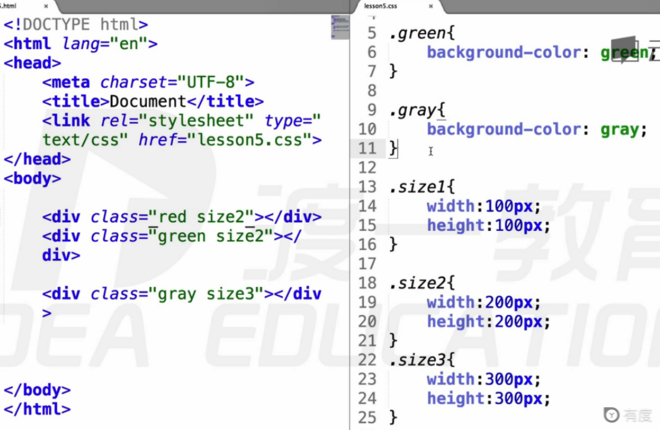 .html
×
<!DOCTYPE html>
<html lang="en">
<head>
<meta charset="UTF-8">
<title>Document</title>
<link rel="stylesheet" type="
text/css" href="lesson5.css">
</head>
<body>
<div class="red size2"></div>
<div class="green size2"></
div>
<div class="gray size3"></div
>
</body>
</html>
lesson5.css
×
4
5 .green{
6 background-color: green;
7 }
8
9 .gray{
10 background-color: gray;
11 }
12
13 .size1{
14 width:100px;
15 height:100px;
16 }
17
18 .size2{
19 width:200px;
20 height:200px;
21 }
22 .size3{
23 width:300px;
24 height:300px;
25 }
渡一教育
EDUCATION
有度